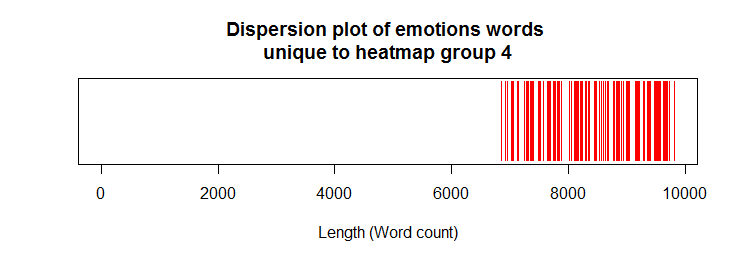 Dispersion plot of emotions words
unique to heatmap group 4
0 2000 4000 6000 8000 10000
Length (Word count)